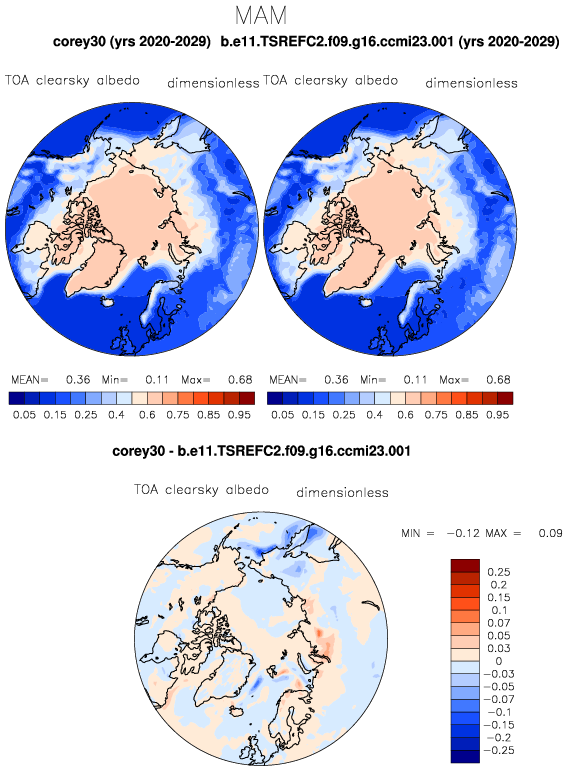 MAM
corey30 (yrs 2020-2029) b.e11.TSREFC2.f09.g16.ccmi23.001 (yrs 2020-2029)
TOA clearsky albedo dimensionless TOA clearsky albedo dimensionless
MEAN= 0.36 Min= 0.11 Max= 0.68 MEAN= 0.36 Min= 0.11 Max= 0.68
0.05 0.15 0.25 0.4 0.6 0.75 0.85 0.95 0.05 0.15 0.25 0.4 0.6 0.75 0.85 0.95
corey30 - b.e11.TSREFC2.f09.g16.ccmi23.001
TOA clearsky albedo dimensionless
MIN = -0.12 MAX = 0.09
0.25
0.2
0.15
0.1
0.07
0.05
0.03
0
-0.03
-0.05
-0.07
-0.1
-0.15
-0.2
-0.25